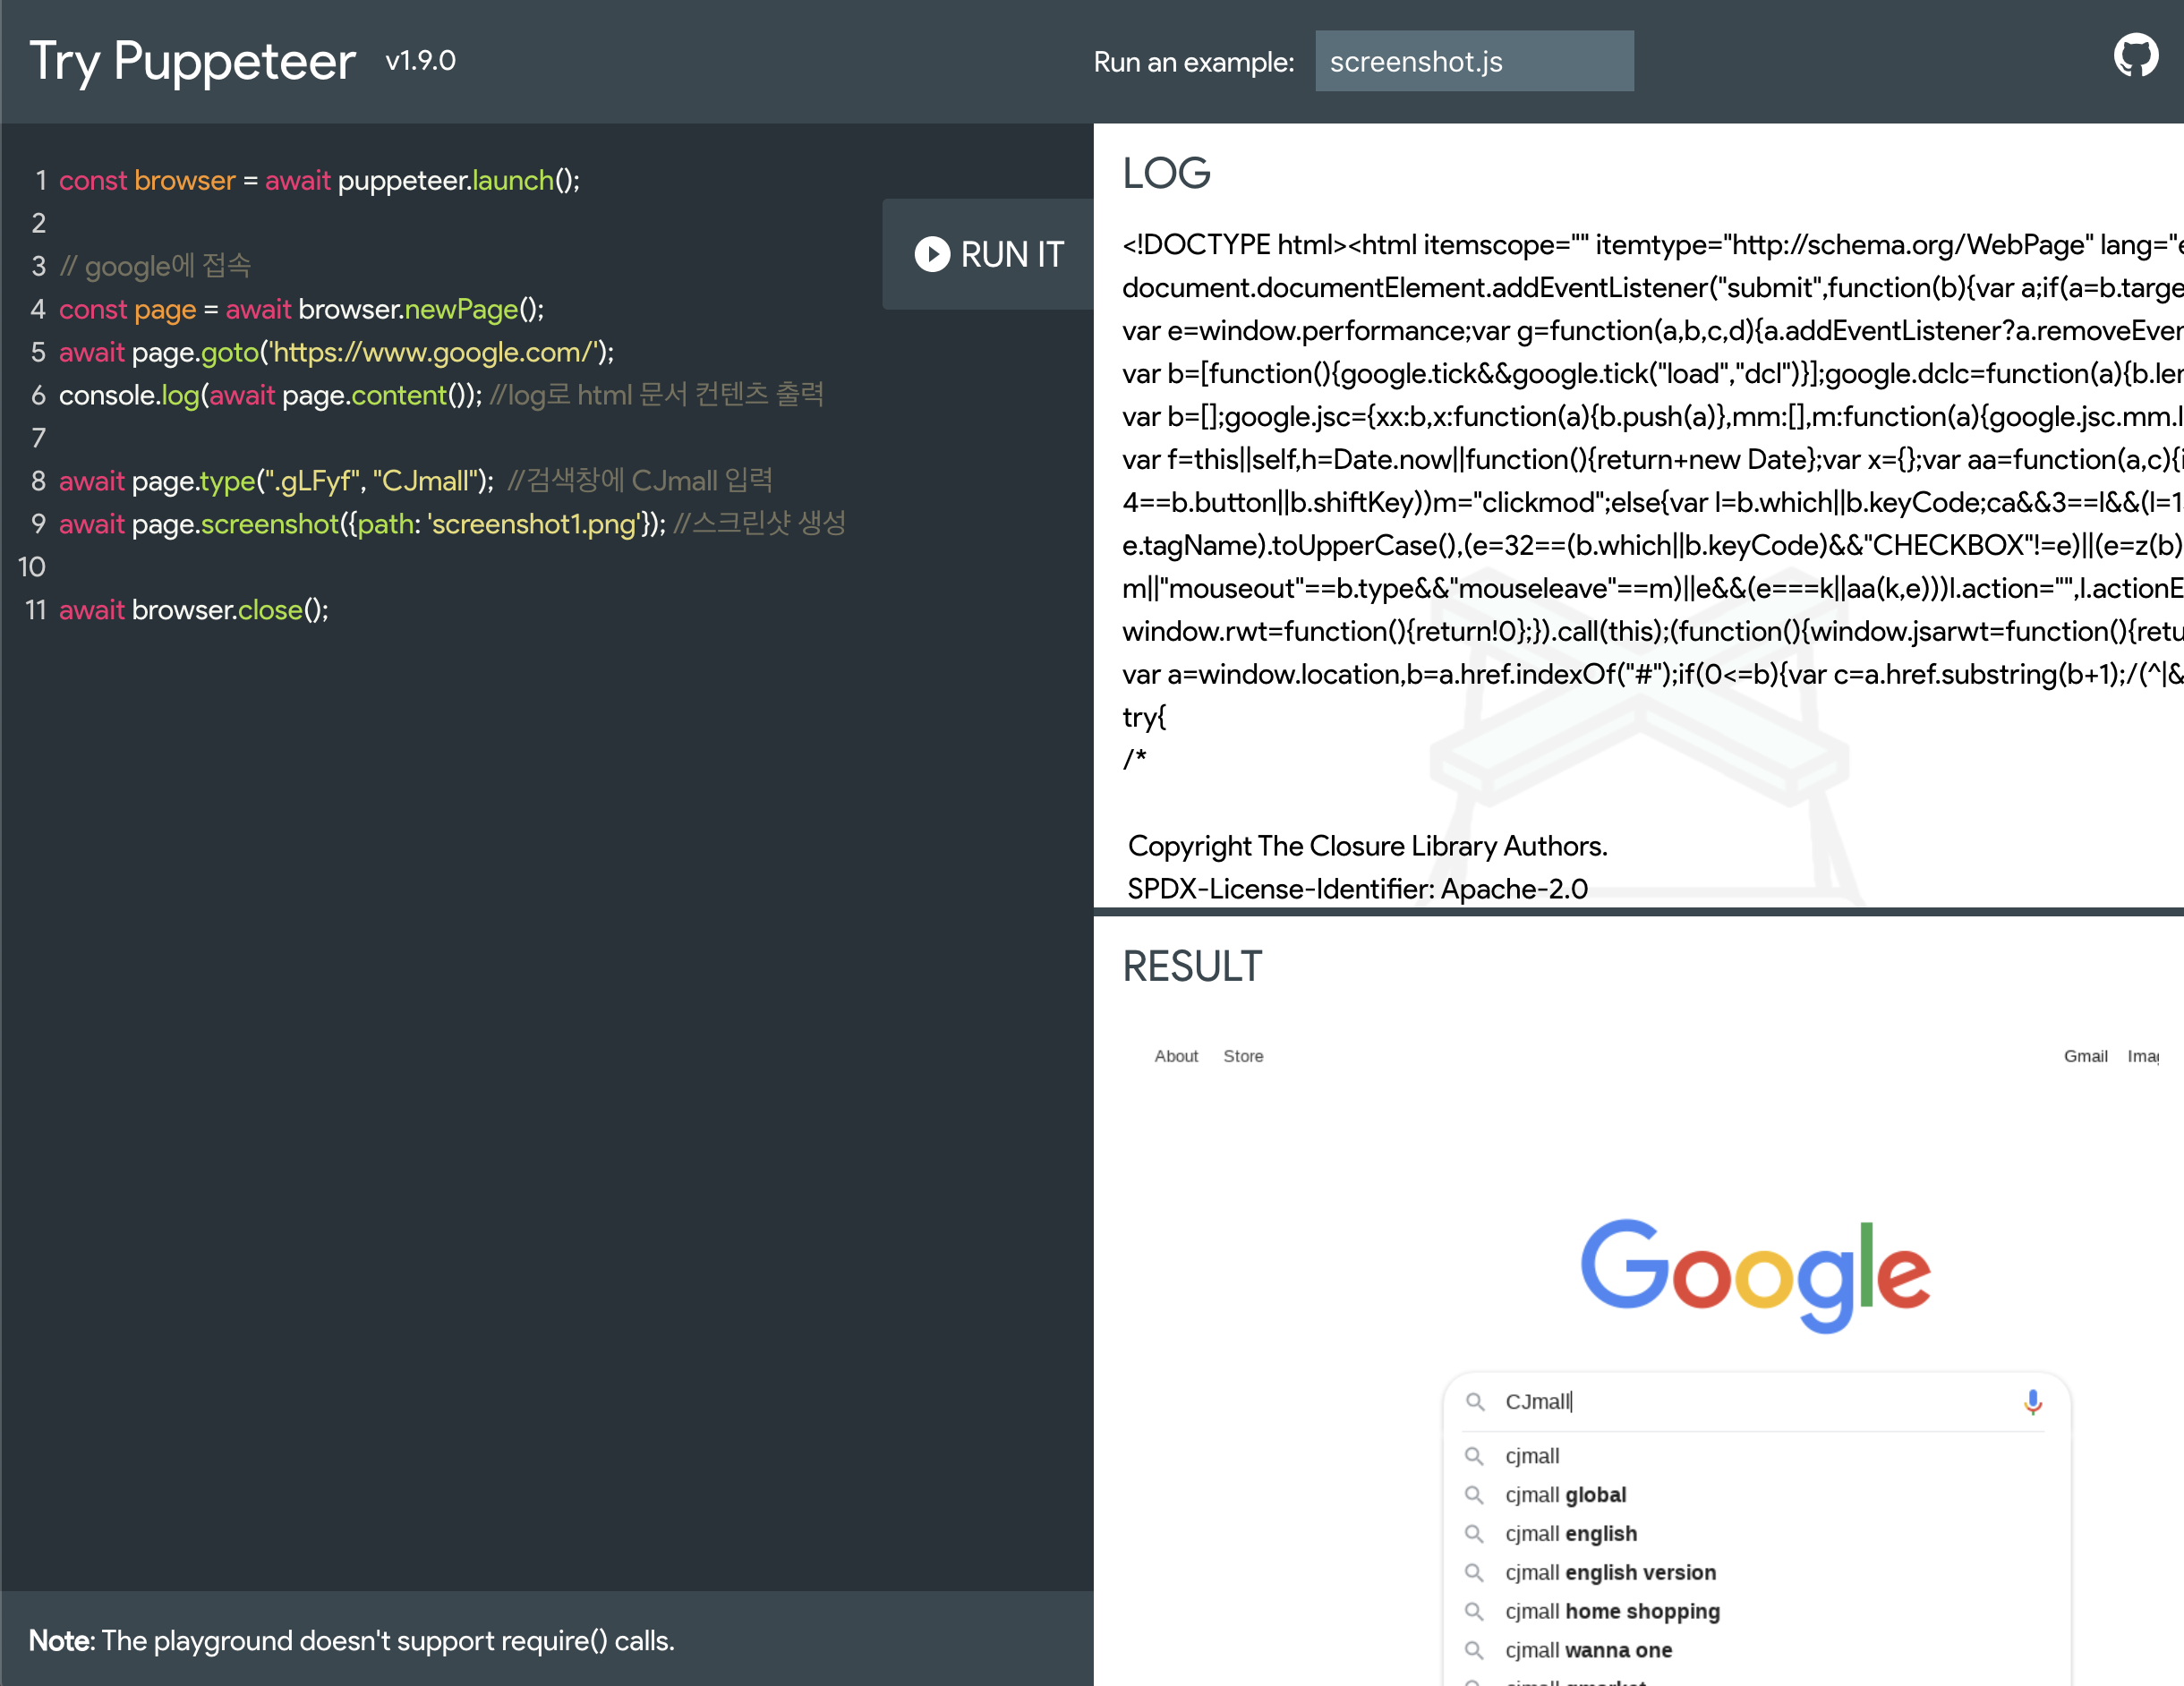 Try Puppeteer v1.9.0
Run an example: screenshot.js
1 const browser = await puppeteer.launch();
2
3 // google에 접속
4 const page = await browser.newPage();
5 await page.goto('https://www.google.com/');
6 console.log(await page.content()); //log로 html 문서 컨텐츠 출력
7
8 await page.type(".gLFyf", "CJmall");  //검색창에 CJmall 입력
9 await page.screenshot({path: 'screenshot1.png'}); //스크린샷 생성
10
11 await browser.close();
RUN IT
Note: The playground doesn't support require() calls.
LOG
<!DOCTYPE html><html itemscope="" itemtype="http://schema.org/WebPage" lang="e
document.documentElement.addEventListener("submit",function(b){var a;if(a=b.targe
var e=window.performance;var g=function(a,b,c,d){a.addEventListener?a.removeEven
var b=[function(){google.tick&&google.tick("load","dcl")}];google.dclc=function(a){b.len
var b=[];google.jsc={xx:b,x:function(a){b.push(a)},mm:[],m:function(a){google.jsc.mm.l
var f=this||self,h=Date.now||function(){return+new Date};var x={};var aa=function(a,c){i
4==b.button||b.shiftKey))m="clickmod";else{var l=b.which||b.keyCode;ca&&3==l&&(l=1
e.tagName).toUpperCase(),(e=32==(b.which||b.keyCode)&&"CHECKBOX"!=e)||(e=z(b)
m||"mouseout"==b.type&&"mouseleave"==m)||e&&(e===k||aa(k,e)))l.action="",l.actionE
window.rwt=function(){return!0};}).call(this);(function(){window.jsarwt=function(){retu
var a=window.location,b=a.href.indexOf("#");if(0<=b){var c=a.href.substring(b+1);/(^|&
try{
/*
Copyright The Closure Library Authors.
SPDX-License-Identifier: Apache-2.0
RESULT
About Store Gmail Imag
Google
CJmall
cjmall
cjmall global
cjmall english
cjmall english version
cjmall home shopping
cjmall wanna one